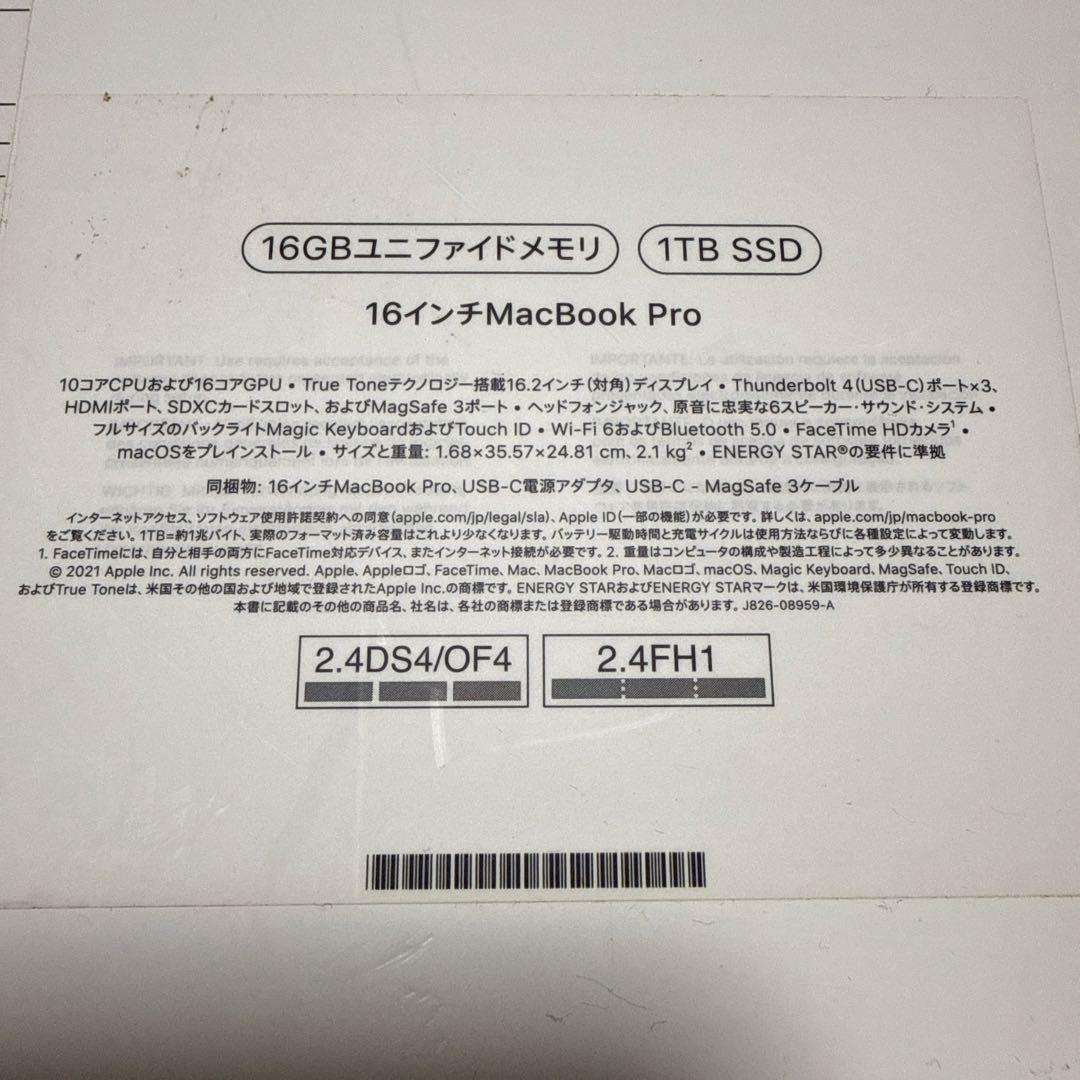 16GBユニファイドメモリ 1TB SSD
16インチMacBook Pro
IMPORTANT: Use requires acceptance of the
IMPORTANTE: La utilización requiere la aceptación
10コアCPUおよび16コアGPU • True Toneテクノロジー搭載16.2インチ(対角)ディスプレイ • Thunderbolt 4(USB-C)ポート×3、
HDMIポート、SDXCカードスロット、およびMagSafe 3ポート • ヘッドフォンジャック、原音に忠実な6スピーカー・サウンド・システム •
フルサイズのバックライトMagic KeyboardおよびTouch ID • Wi-Fi 6およびBluetooth 5.0 • FaceTime HDカメラ¹ •
macOSをプレインストール • サイズと重量: 1.68×35.57×24.81 cm、2.1 kg² • ENERGY STAR®の要件に準拠
同梱物: 16インチMacBook Pro、USB-C電源アダプタ、USB-C - MagSafe 3ケーブル
インターネットアクセス、ソフトウェア使用許諾契約への同意(apple.com/jp/legal/sla)、Apple ID(一部の機能)が必要です。詳しくは、apple.com/jp/macbook-pro
をご覧ください。1TB=約1兆バイト、実際のフォーマット済み容量はこれより少なくなります。バッテリー駆動時間と充電サイクルは使用方法ならびに各種設定によって変動します。
1. FaceTimeには、自分と相手の両方にFaceTime対応デバイス、またインターネット接続が必要です。2. 重量はコンピュータの構成や製造工程によって多少異なることがあります。
© 2021 Apple Inc. All rights reserved. Apple、Appleロゴ、FaceTime、Mac、MacBook Pro、Macロゴ、macOS、Magic Keyboard、MagSafe、Touch ID、
およびTrue Toneは、米国その他の国および地域で登録されたApple Inc.の商標です。ENERGY STARおよびENERGY STARマークは、米国環境保護庁が所有する登録商標です。
本書に記載のその他の商品名、社名は、各社の商標または登録商標である場合があります。J826-08959-A
2.4DS4/OF4 2.4FH1